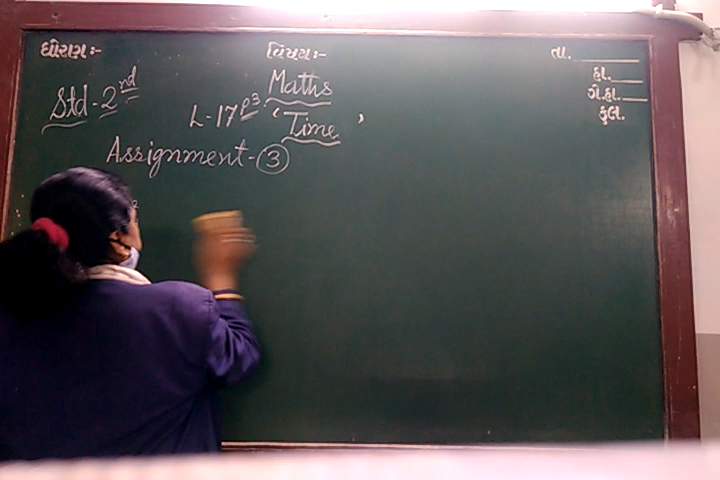 ધોરણ:- વિષય:- તા.
Std-2nd Maths હા.
L-17 P3 'Time' ગે.હા.
કુલ.
Assignment-3